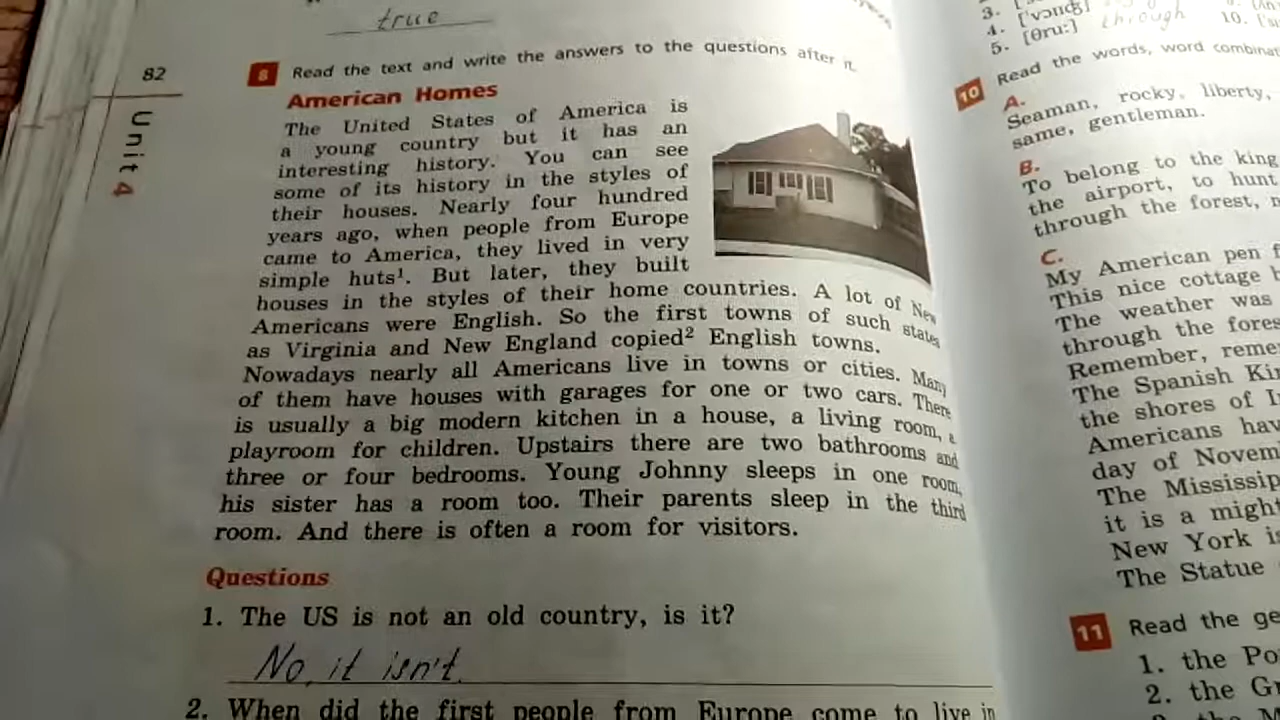 true
82
Unit 4
8 Read the text and write the answers to the questions after it.
American Homes
The United States of America is
a young country but it has an
interesting history. You can see
some of its history in the styles of
their houses. Nearly four hundred
years ago, when people from Europe
came to America, they lived in very
simple huts¹. But later, they built
houses in the styles of their home countries. A lot of New
Americans were English. So the first towns of such states
as Virginia and New England copied² English towns.
Nowadays nearly all Americans live in towns or cities. Many
of them have houses with garages for one or two cars. There
is usually a big modern kitchen in a house, a living room, a
playroom for children. Upstairs there are two bathrooms and
three or four bedrooms. Young Johnny sleeps in one room,
his sister has a room too. Their parents sleep in the third
room. And there is often a room for visitors.
Questions
1. The US is not an old country, is it?
No, it isn't.
2. When did the first people from Europe come to live in
3.
4. ['vɔɪɪdʒ]
5. [θru:] through
10.
10 Read the words, word
A.
Seaman, rocky, liberty,
same, gentleman.
B.
To belong to the king
the airport, to hunt
through the forest,
C.
My American pen
This nice cottage
The weather was
through the
Remember,
The Spanish
the shores of
Americans
day of
The
it is a
New York
The Statue
11 Read the
1. the
2. the